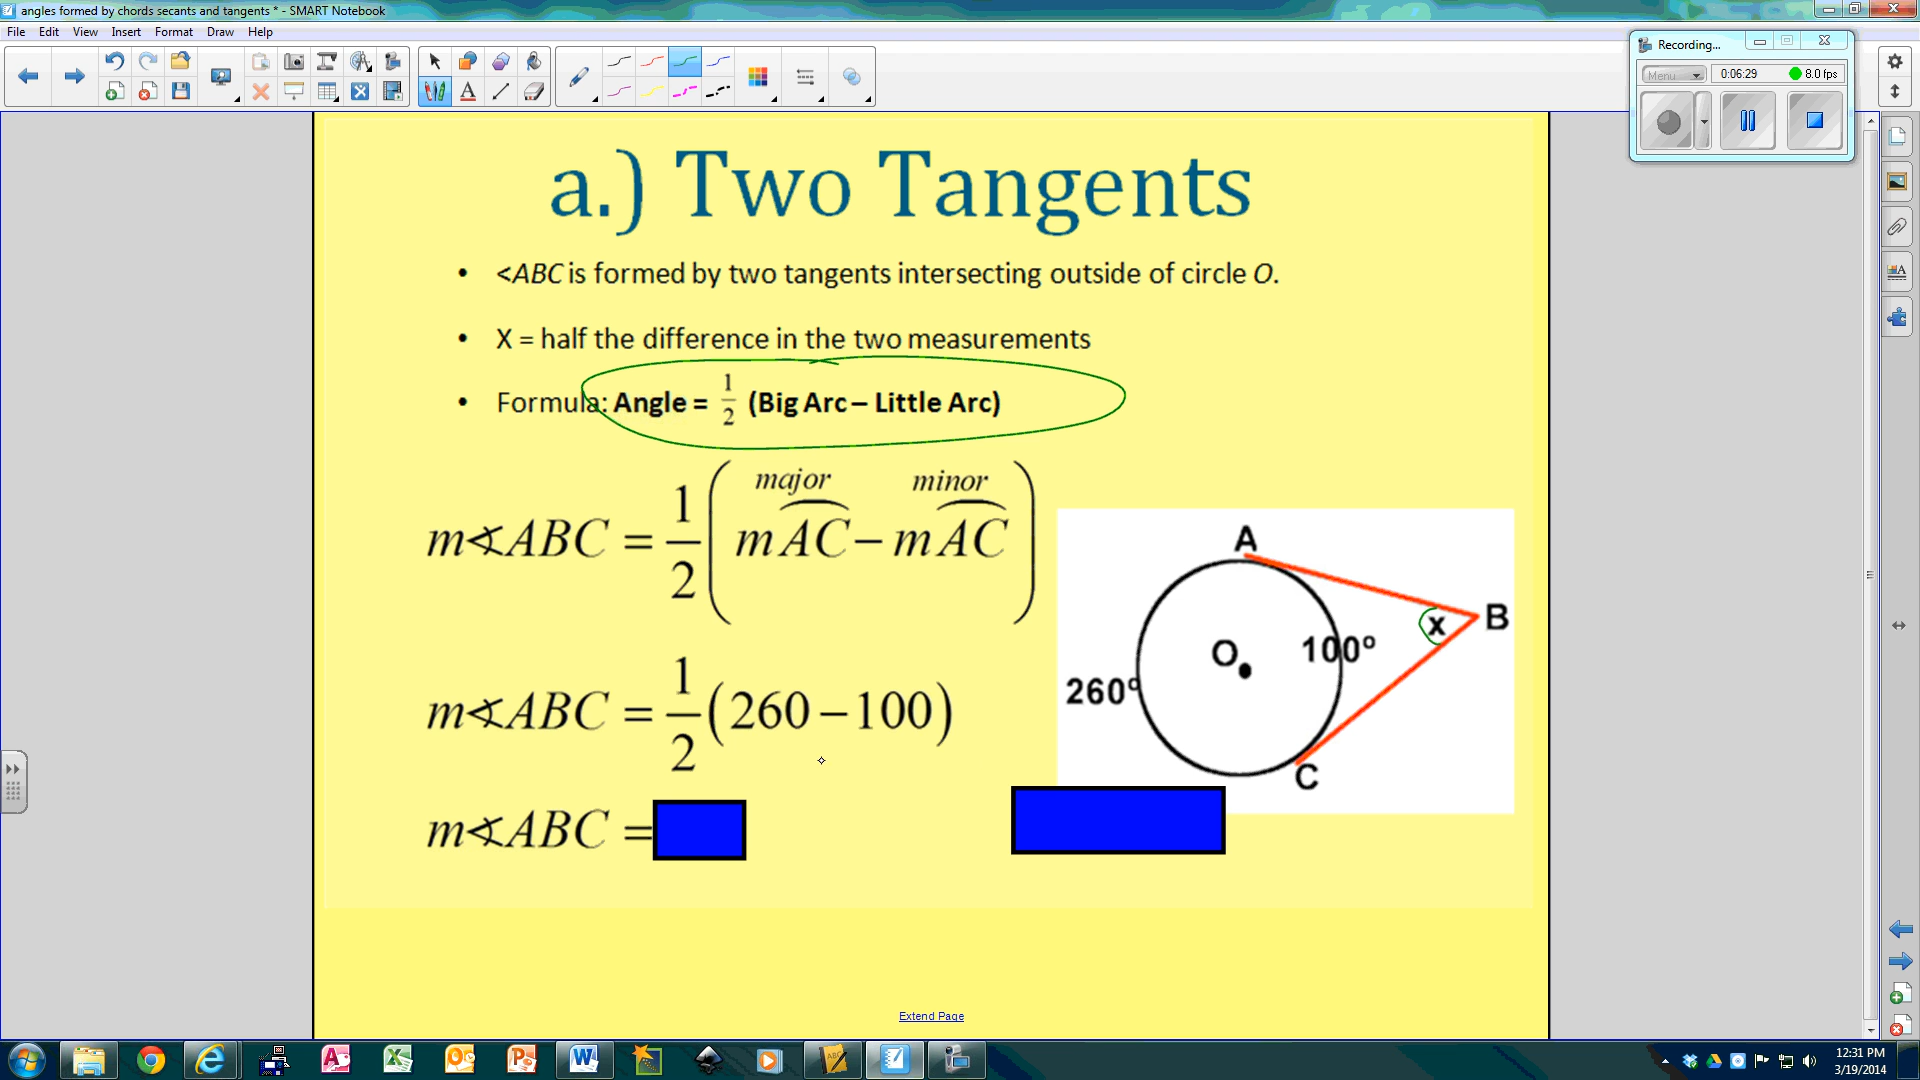 angles formed by chords secants and tangents * - SMART Notebook
File Edit View Insert Format Draw Help
Recording...
Menu 0:06:29 8.0 fps
a.) Two Tangents
• <ABC is formed by two tangents intersecting outside of circle O.
• X = half the difference in the two measurements
• Formula: Angle = 1/2 (Big Arc – Little Arc)
major minor
m∢ABC = 1/2 (mAC − mAC)
A
B
x
O
100º
260º
C
m∢ABC = 1/2 (260 − 100)
m∢ABC =
Extend Page
12:31 PM
3/19/2014